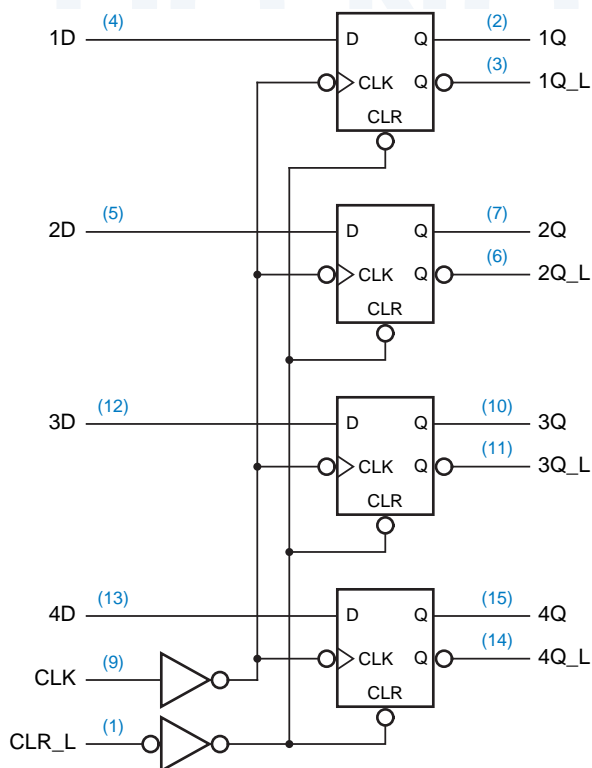 (4) (2)
1D D Q 1Q
(3)
CLK Q 1Q_L
CLR
(5) (7)
2D D Q 2Q
(6)
CLK Q 2Q_L
CLR
(12) (10)
3D D Q 3Q
(11)
CLK Q 3Q_L
CLR
(13) (15)
4D D Q 4Q
(14)
CLK Q 4Q_L
(9)
CLK CLR
(1)
CLR_L